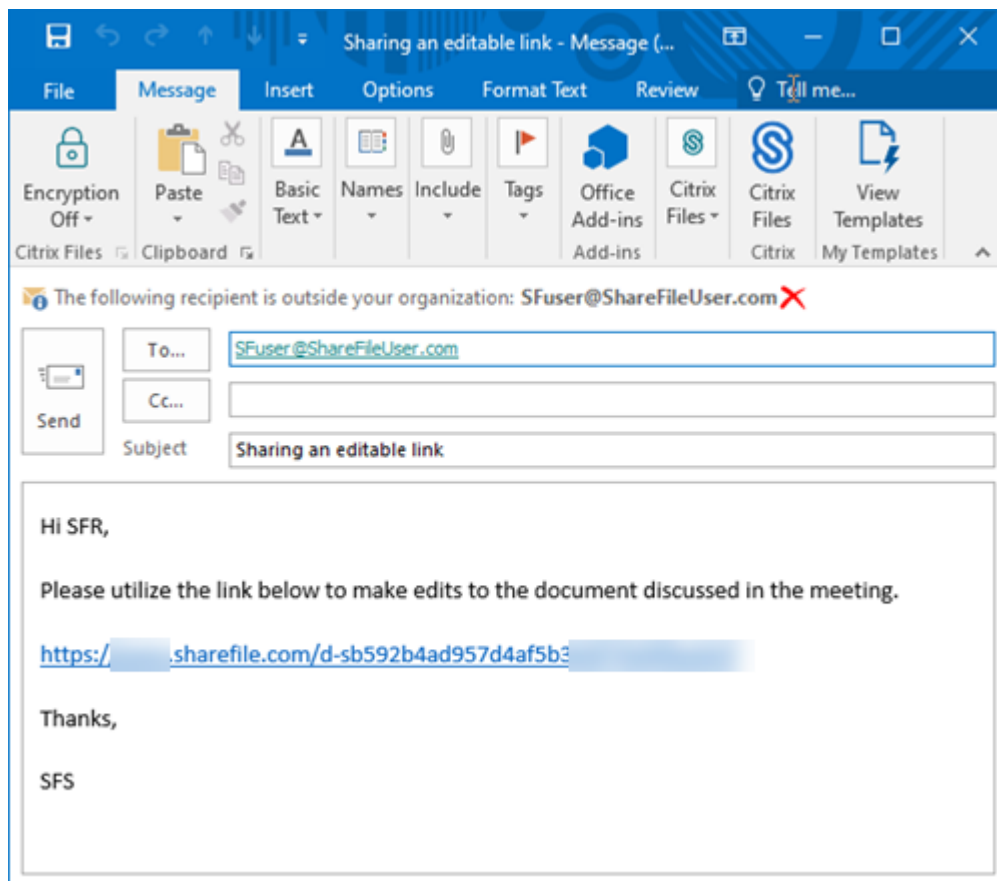 Sharing an editable link - Message (...
File Message Insert Options Format Text Review Tell me...
Encryption Off
Paste
Basic Text
Names
Include
Tags
Office Add-ins
Citrix Files
Citrix Files
View Templates
Citrix Files Clipboard Add-ins Citrix My Templates
The following recipient is outside your organization: SFuser@ShareFileUser.com
To... SFuser@ShareFileUser.com
Cc...
Send
Subject Sharing an editable link
Hi SFR,
Please utilize the link below to make edits to the document discussed in the meeting.
https:/ .sharefile.com/d-sb592b4ad957d4af5b3
Thanks,
SFS